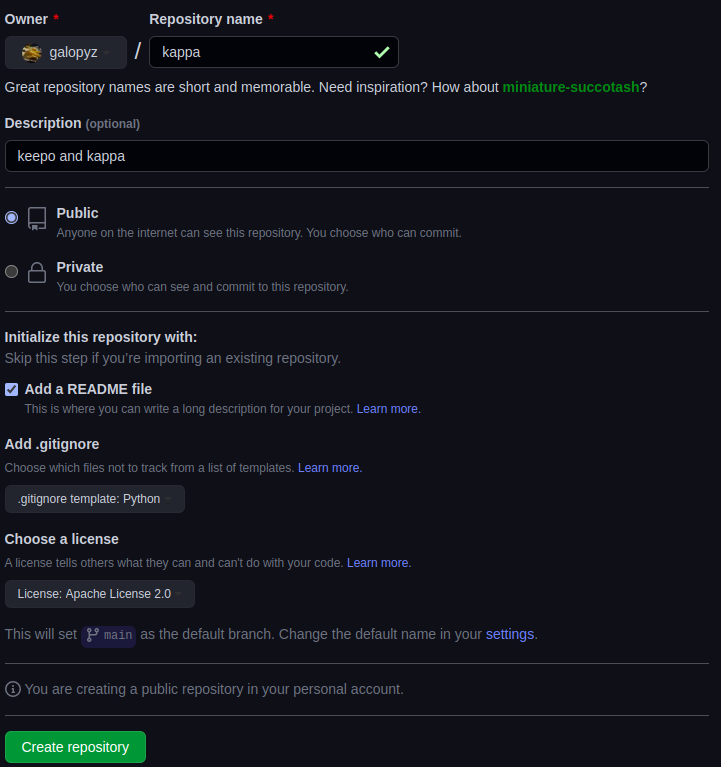 Owner * Repository name *
galopyz / kappa
Great repository names are short and memorable. Need inspiration? How about miniature-succotash?
Description (optional)
keepo and kappa
Public
Anyone on the internet can see this repository. You choose who can commit.
Private
You choose who can see and commit to this repository.
Initialize this repository with:
Skip this step if you're importing an existing repository.
Add a README file
This is where you can write a long description for your project. Learn more.
Add .gitignore
Choose which files not to track from a list of templates. Learn more.
.gitignore template: Python
Choose a license
A license tells others what they can and can't do with your code. Learn more.
License: Apache License 2.0
This will set main as the default branch. Change the default name in your settings.
You are creating a public repository in your personal account.
Create repository